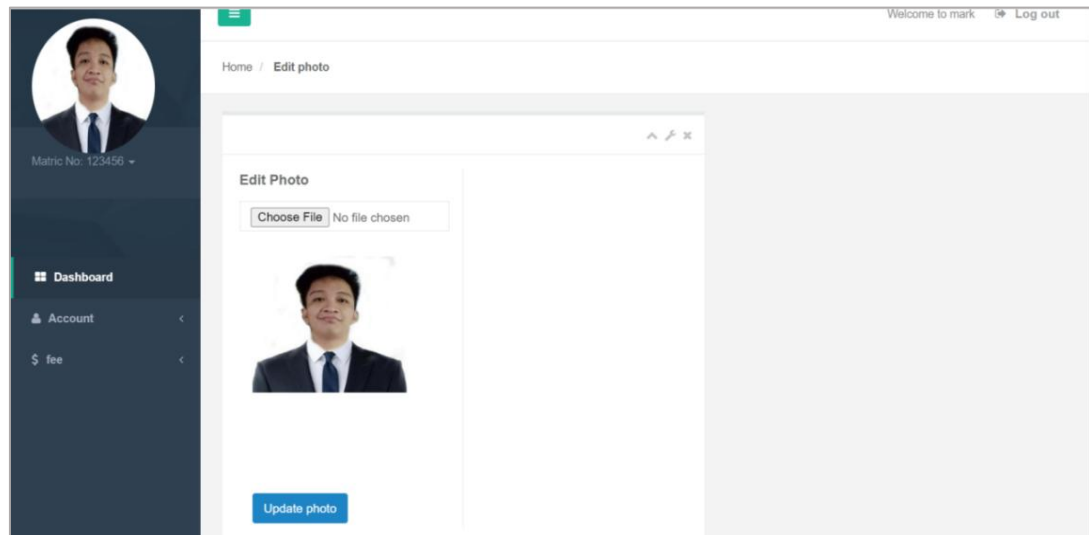 Welcome to mark Log out
Home / Edit photo
Matric No: 123456
Edit Photo
Choose File No file chosen
Dashboard
Account
$ fee
Update photo